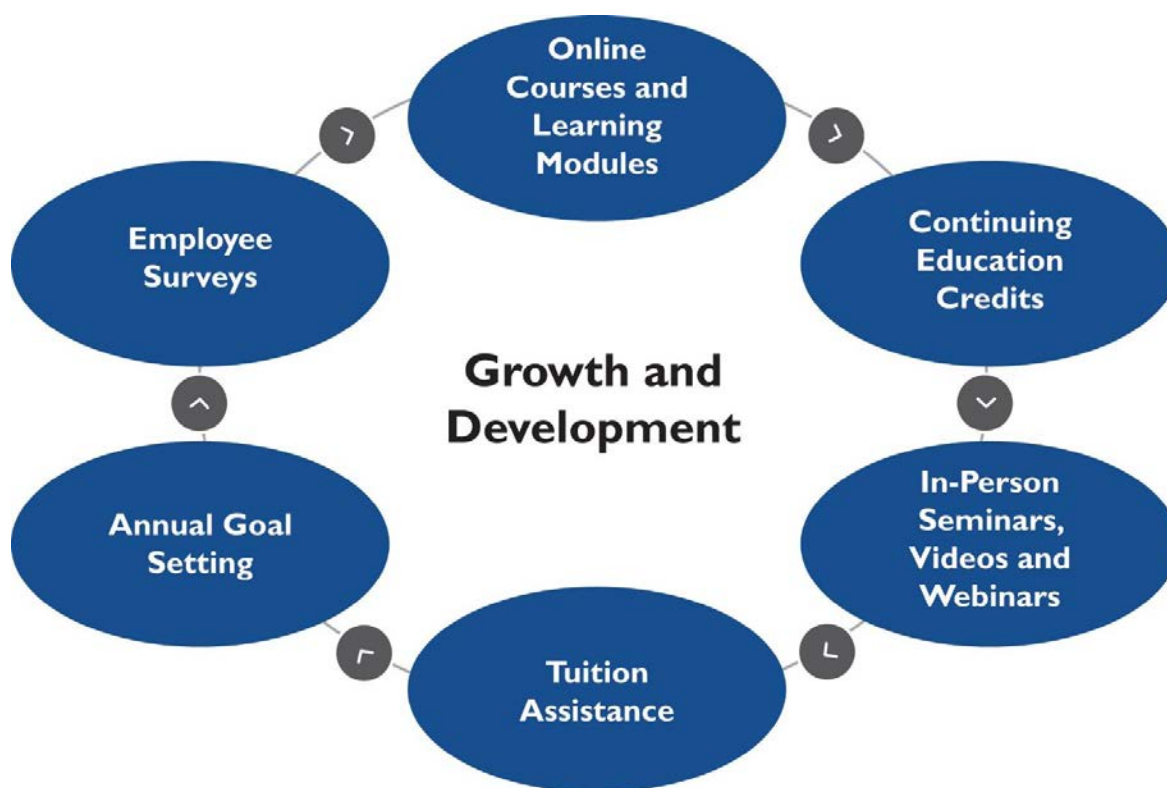 Online
Courses and
Learning
Modules
Continuing
Education
Credits
In-Person
Seminars,
Videos and
Webinars
Tuition
Assistance
Annual Goal
Setting
Employee
Surveys
Growth and
Development